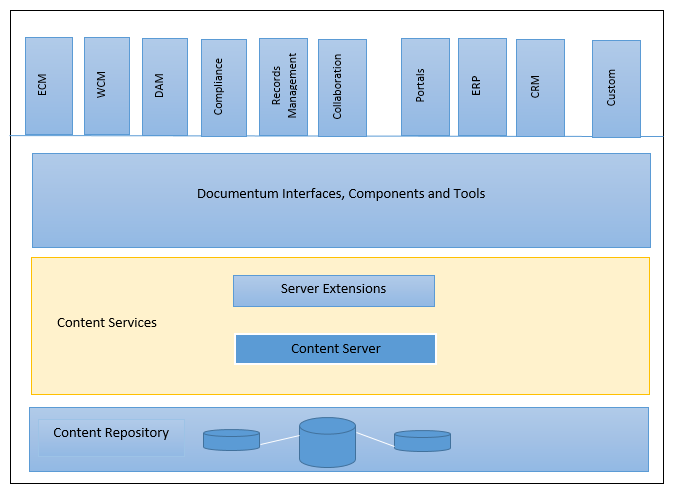 ECM
WCM
DAM
Compliance
Records
Management
Collaboration
Portals
ERP
CRM
Custom
Documentum Interfaces, Components and Tools
Server Extensions
Content Services
Content Server
Content Repository